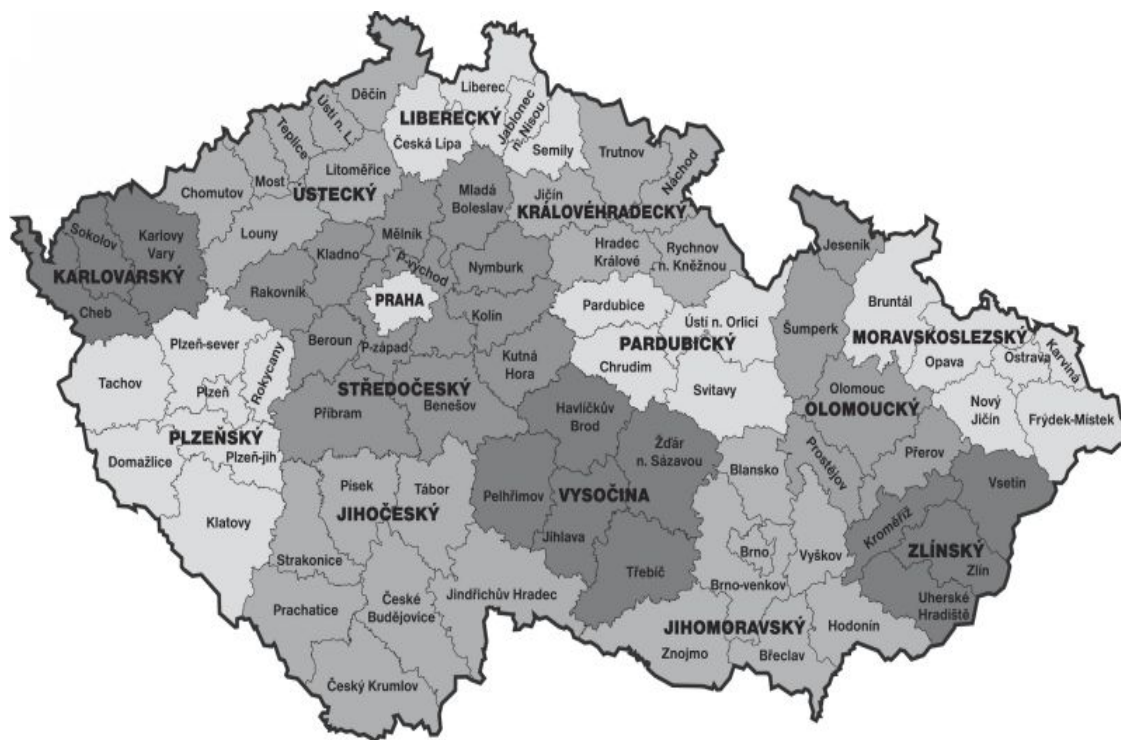 Děčín
Liberec
Ústí n. L.
Teplice
LIBERECKÝ
Jablonec
n. Nisou
Česká Lípa
Semily
Trutnov
Náchod
Litoměřice
Most
Chomutov
ÚSTECKÝ
Mladá
Boleslav
Jičín
KRÁLOVÉHRADECKÝ
Sokolov
Karlovy
Vary
Louny
Mělník
Kladno
Hradec
Králové
Rychnov
n. Kněžnou
Jeseník
KARLOVARSKÝ
P-východ
Nymburk
Rakovník
PRAHA
Pardubice
Bruntál
Cheb
Kolín
Ústí n. Orlicí
Šumperk
MORAVSKOSLEZSKÝ
Plzeň-sever
Rokycany
Beroun
P-západ
Kutná
Hora
PARDUBICKÝ
Chrudim
Opava
Ostrava
Karviná
Tachov
Plzeň
STŘEDOČESKÝ
Svitavy
Olomouc
OLOMOUCKÝ
Nový
Jičín
Frýdek-Místek
Příbram
Benešov
Havlíčkův
Brod
PLZEŇSKÝ
Plzeň-jih
Domažlice
Žďár
n. Sázavou
Blansko
Prostějov
Přerov
Písek
Tábor
Pelhřimov
VYSOČINA
Vsetín
Klatovy
JIHOČESKÝ
Jihlava
Kroměříž
Brno
Vyškov
ZLÍNSKÝ
Strakonice
Třebíč
Zlín
Brno-venkov
Jindřichův Hradec
Prachatice
České
Budějovice
Uherské
Hradiště
JIHOMORAVSKÝ
Hodonín
Znojmo
Břeclav
Český Krumlov